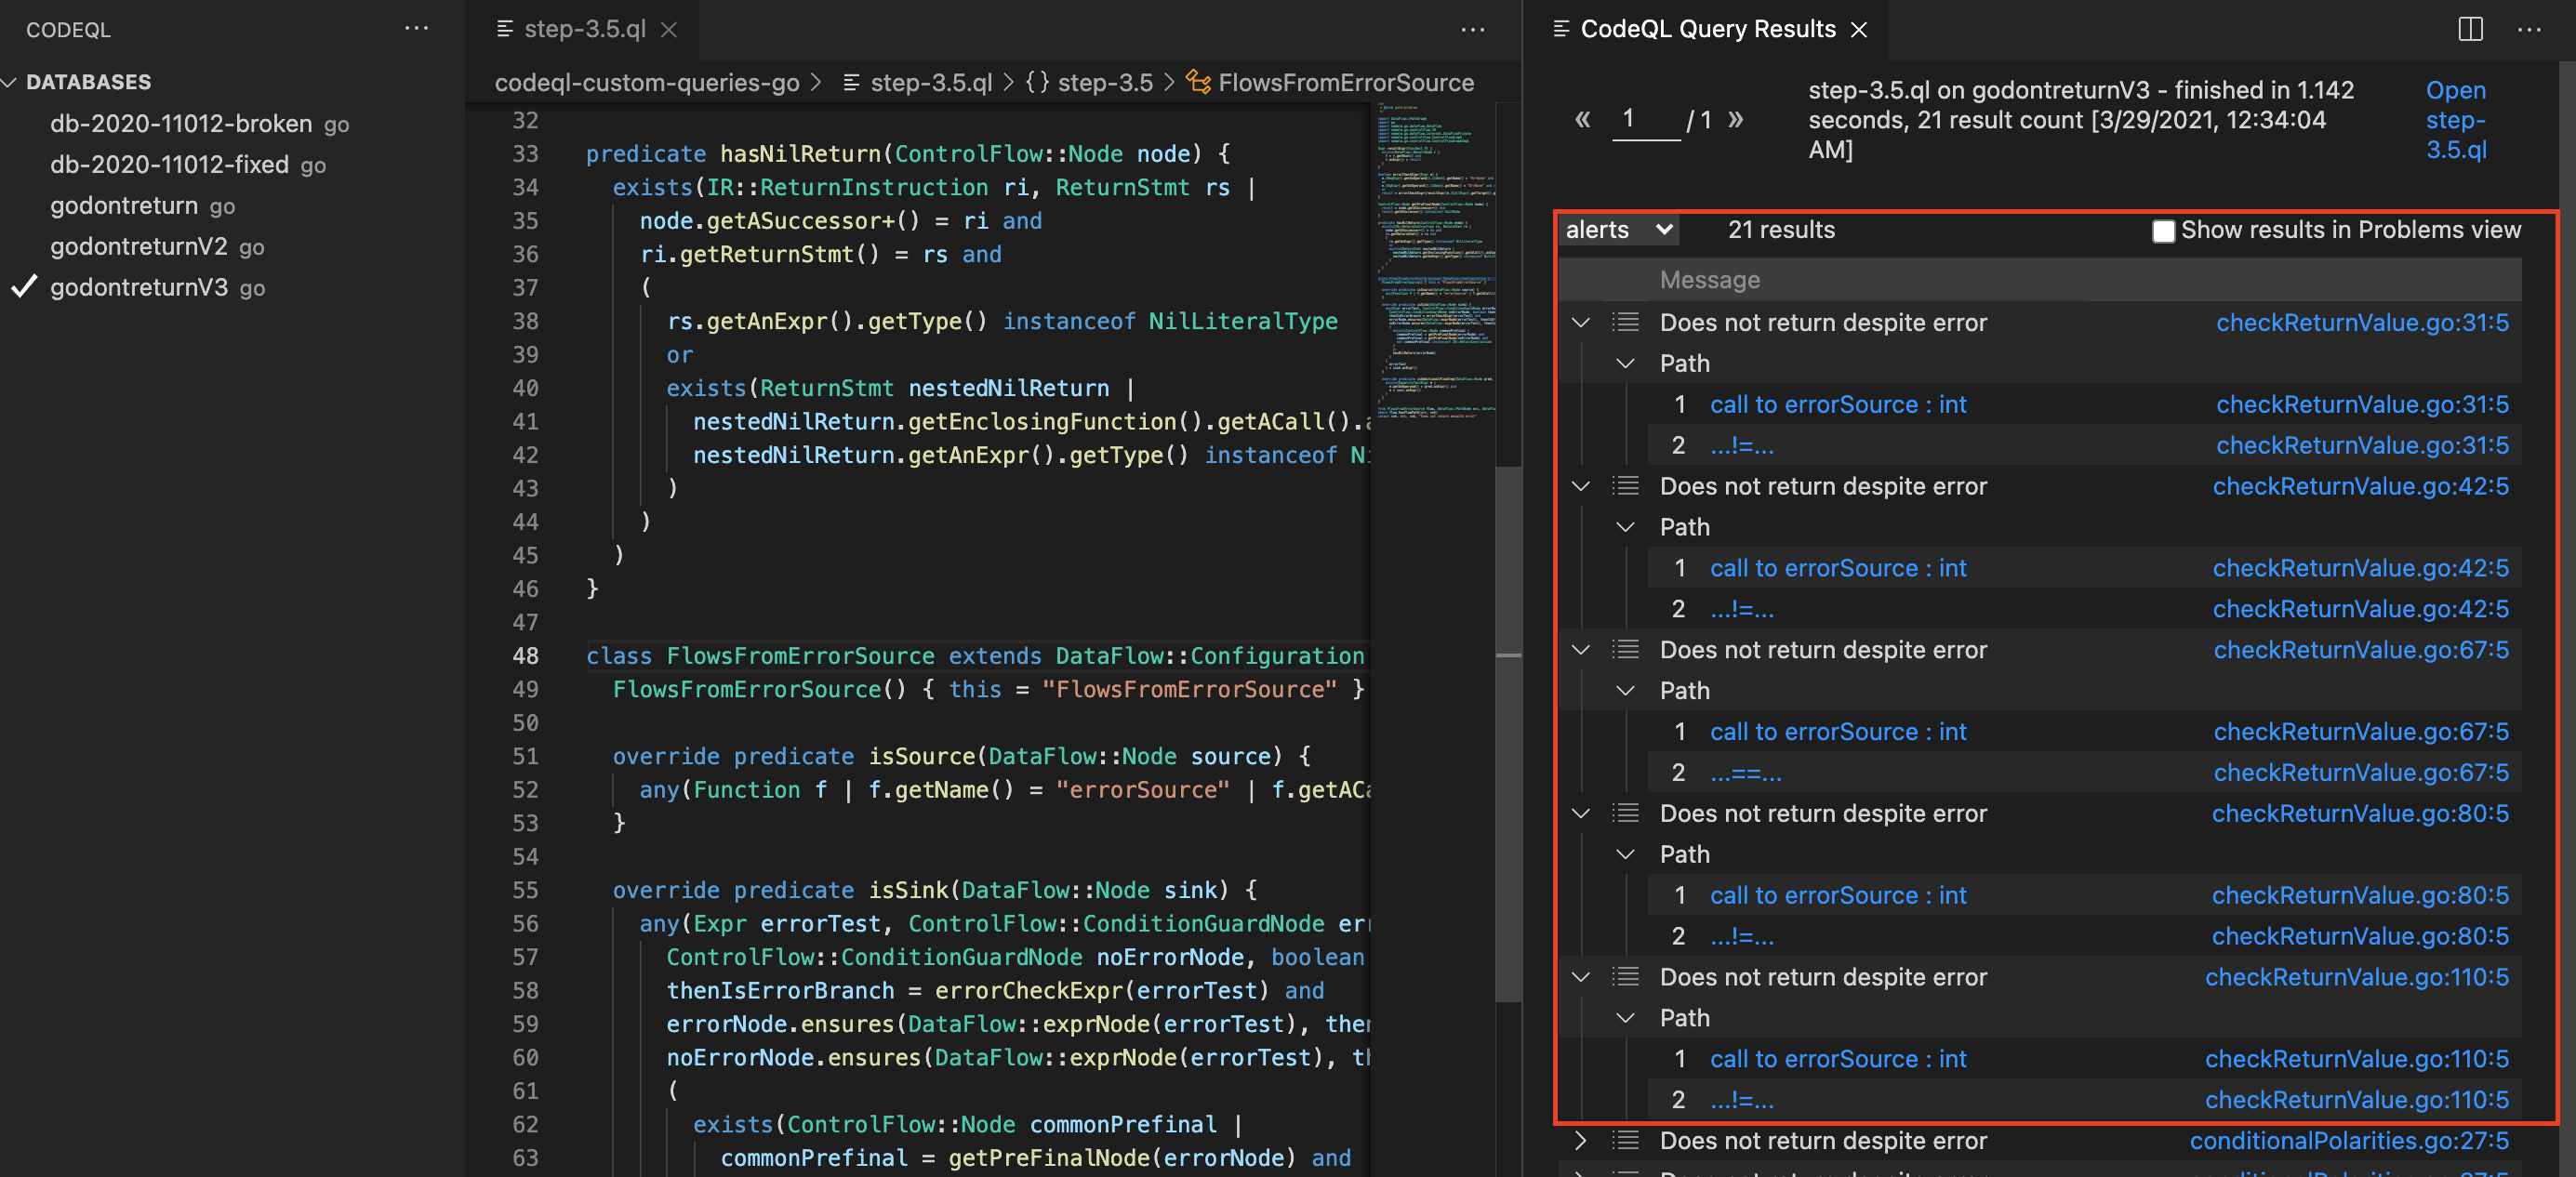 CODEQL
DATABASES
db-2020-11012-broken go
db-2020-11012-fixed go
godontreturn go
godontreturnV2 go
godontreturnV3 go
step-3.5.ql
codeql-custom-queries-go > step-3.5.ql > {} step-3.5 > FlowsFromErrorSource
32
33 predicate hasNilReturn(ControlFlow::Node node) {
34 exists(IR::ReturnInstruction ri, ReturnStmt rs |
35 node.getASuccessor+() = ri and
36 ri.getReturnStmt() = rs and
37 (
38 rs.getAnExpr().getType() instanceof NilLiteralType
39 or
40 exists(ReturnStmt nestedNilReturn |
41 nestedNilReturn.getEnclosingFunction().getACall().a
42 nestedNilReturn.getAnExpr().getType() instanceof Ni
43 )
44 )
45 )
46 }
47
48 class FlowsFromErrorSource extends DataFlow::Configuration
49 FlowsFromErrorSource() { this = "FlowsFromErrorSource" }
50
51 override predicate isSource(DataFlow::Node source) {
52 any(Function f | f.getName() = "errorSource" | f.getACa
53 }
54
55 override predicate isSink(DataFlow::Node sink) {
56 any(Expr errorTest, ControlFlow::ConditionGuardNode err
57 ControlFlow::ConditionGuardNode noErrorNode, boolean
58 thenIsErrorBranch = errorCheckExpr(errorTest) and
59 errorNode.ensures(DataFlow::exprNode(errorTest), then
60 noErrorNode.ensures(DataFlow::exprNode(errorTest), th
61 (
62 exists(ControlFlow::Node commonPrefinal |
63 commonPrefinal = getPreFinalNode(errorNode) and
CodeQL Query Results
« 1 / 1 »
step-3.5.ql on godontreturnV3 - finished in 1.142
seconds, 21 result count [3/29/2021, 12:34:04
AM]
Open
step-
3.5.ql
alerts 21 results Show results in Problems view
Message
Does not return despite error checkReturnValue.go:31:5
Path
1 call to errorSource : int checkReturnValue.go:31:5
2 ...!=... checkReturnValue.go:31:5
Does not return despite error checkReturnValue.go:42:5
Path
1 call to errorSource : int checkReturnValue.go:42:5
2 ...!=... checkReturnValue.go:42:5
Does not return despite error checkReturnValue.go:67:5
Path
1 call to errorSource : int checkReturnValue.go:67:5
2 ...==... checkReturnValue.go:67:5
Does not return despite error checkReturnValue.go:80:5
Path
1 call to errorSource : int checkReturnValue.go:80:5
2 ...!=... checkReturnValue.go:80:5
Does not return despite error checkReturnValue.go:110:5
Path
1 call to errorSource : int checkReturnValue.go:110:5
2 ...!=... checkReturnValue.go:110:5
Does not return despite error conditionalPolarities.go:27:5